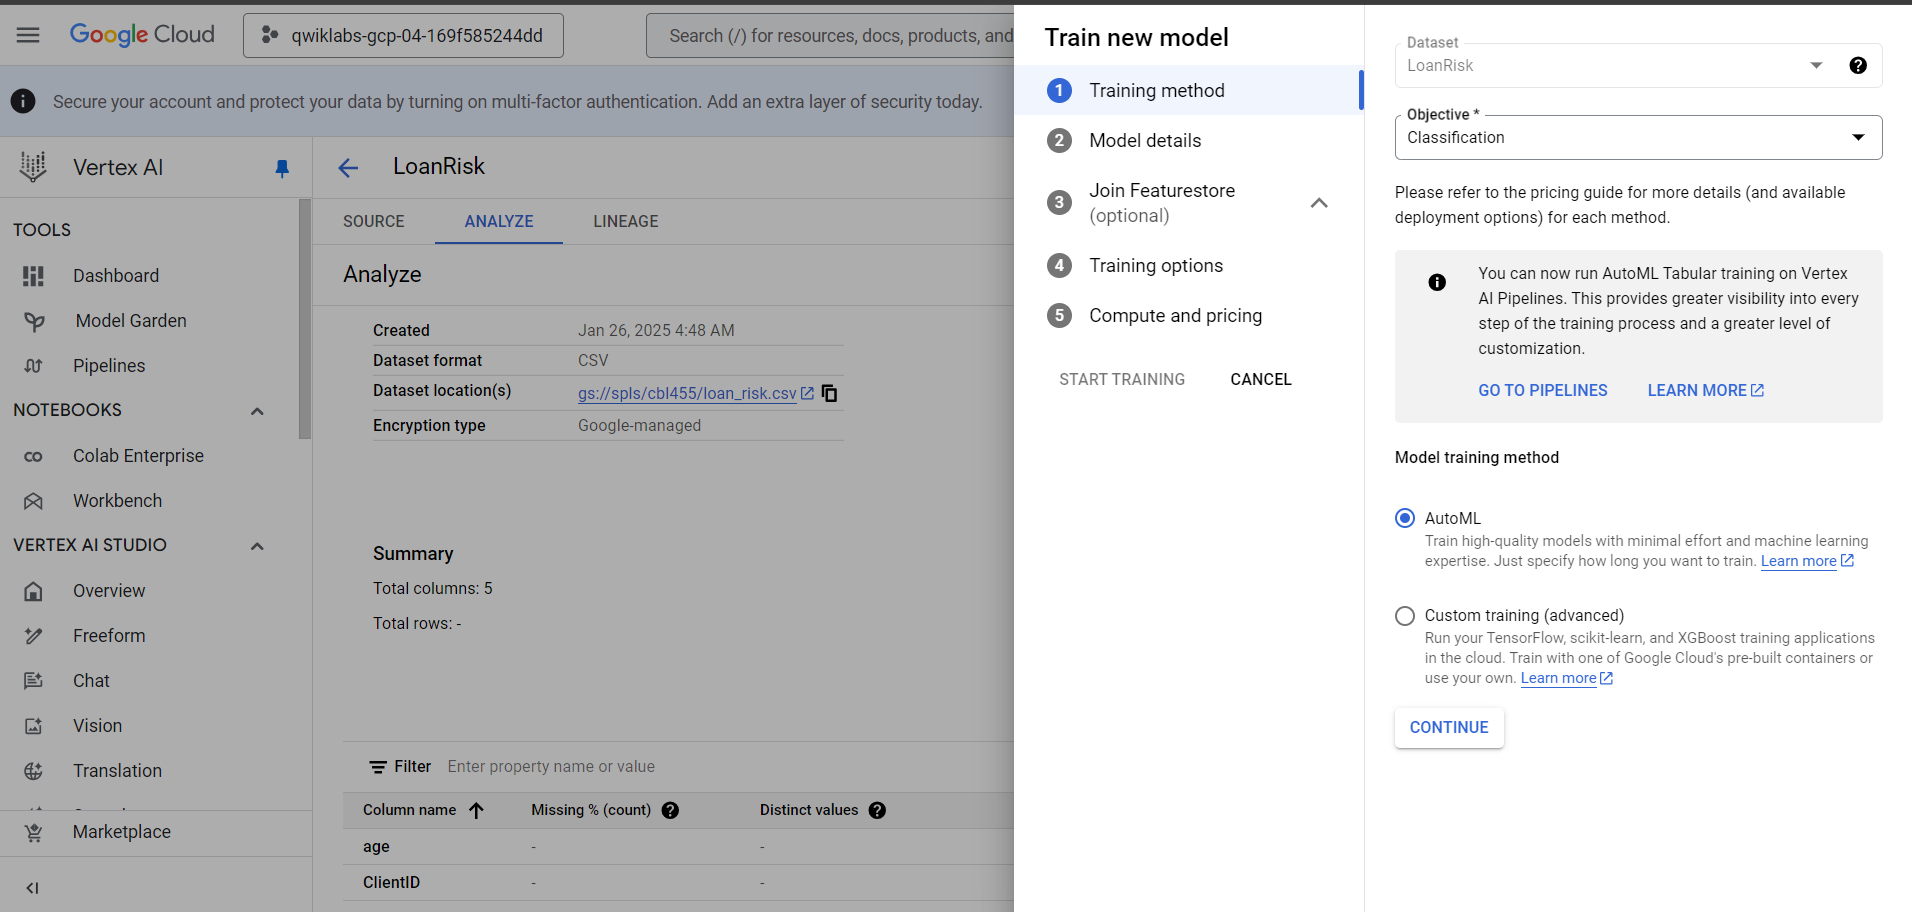 Google Cloud
qwiklabs-gcp-04-169f585244dd
Search (/) for resources, docs, products, and
Secure your account and protect your data by turning on multi-factor authentication. Add an extra layer of security today.
Vertex AI
TOOLS
Dashboard
Model Garden
Pipelines
NOTEBOOKS
Colab Enterprise
Workbench
VERTEX AI STUDIO
Overview
Freeform
Chat
Vision
Translation
Marketplace
LoanRisk
SOURCE
ANALYZE
LINEAGE
Analyze
Created Jan 26, 2025 4:48 AM
Dataset format CSV
Dataset location(s) gs://spls/cbl455/loan_risk.csv
Encryption type Google-managed
Summary
Total columns: 5
Total rows: -
Filter Enter property name or value
Column name Missing % (count) Distinct values
age - -
ClientID - -
Train new model
1 Training method
2 Model details
3 Join Featurestore
(optional)
4 Training options
5 Compute and pricing
START TRAINING CANCEL
Dataset
LoanRisk
Objective *
Classification
Please refer to the pricing guide for more details (and available
deployment options) for each method.
You can now run AutoML Tabular training on Vertex
AI Pipelines. This provides greater visibility into every
step of the training process and a greater level of
customization.
GO TO PIPELINES LEARN MORE
Model training method
AutoML
Train high-quality models with minimal effort and machine learning
expertise. Just specify how long you want to train. Learn more
Custom training (advanced)
Run your TensorFlow, scikit-learn, and XGBoost training applications
in the cloud. Train with one of Google Cloud's pre-built containers or
use your own. Learn more
CONTINUE